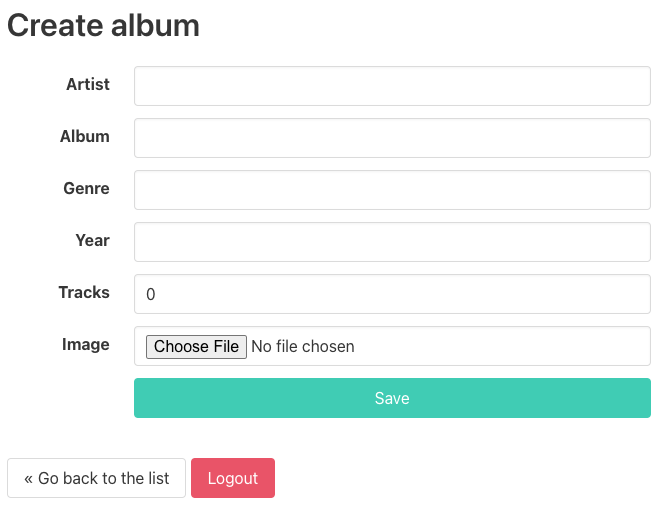 Create album
Artist
Album
Genre
Year
Tracks 0
Image Choose File No file chosen
Save
« Go back to the list Logout